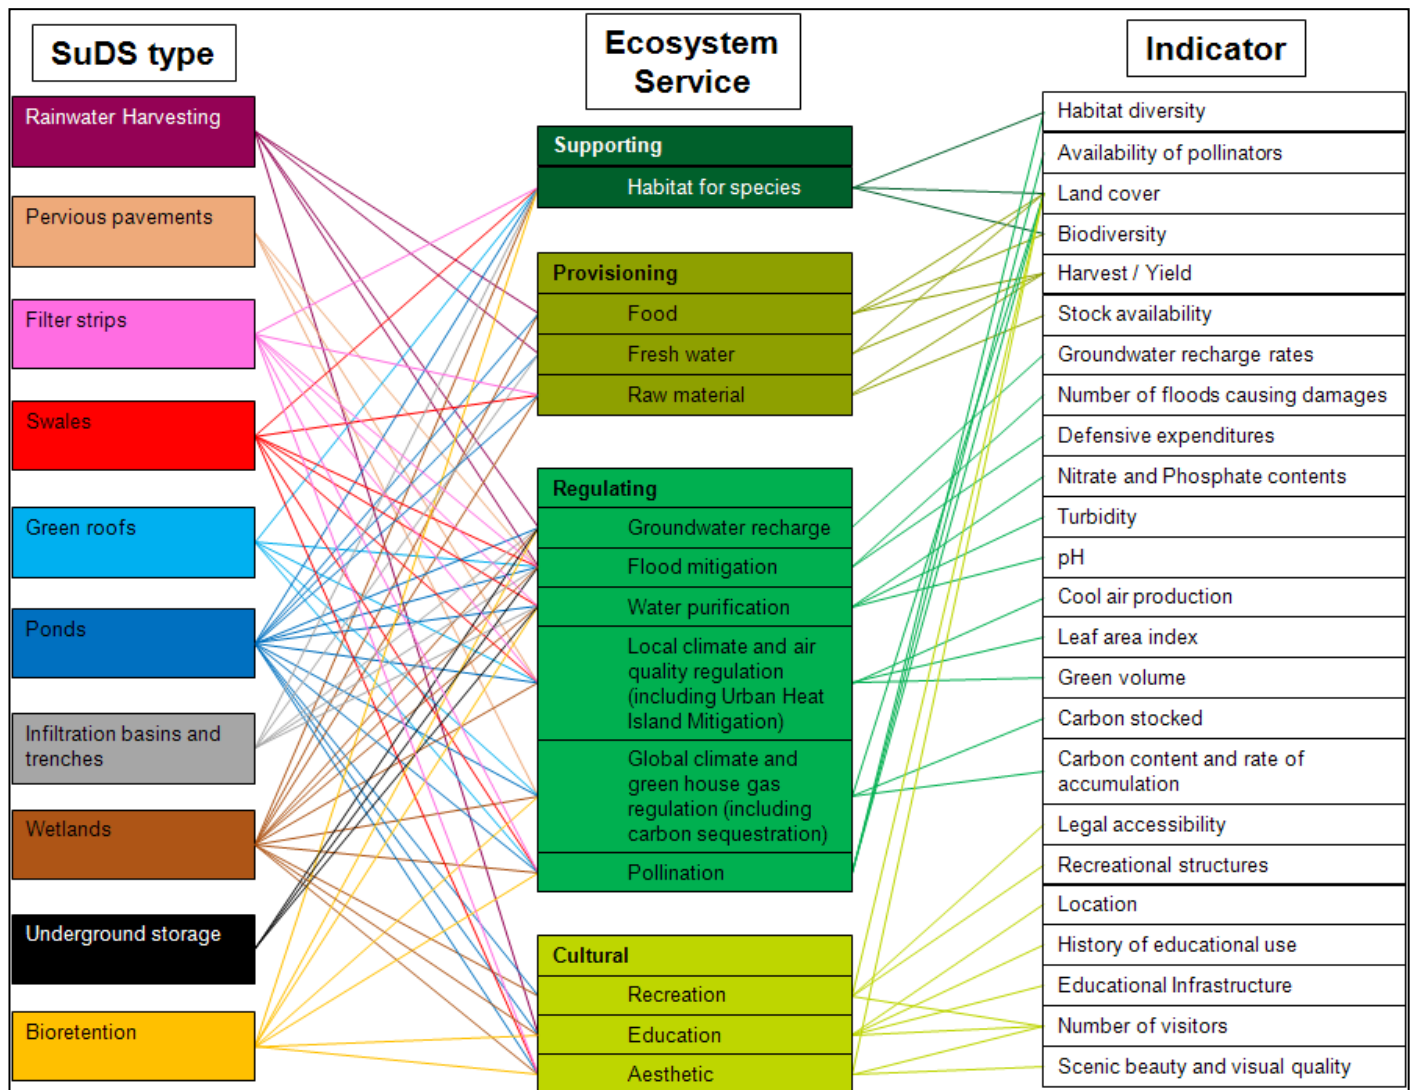 SuDS type
Rainwater Harvesting
Pervious pavements
Filter strips
Swales
Green roofs
Ponds
Infiltration basins and
trenches
Wetlands
Underground storage
Bioretention
Ecosystem
Service
Supporting
Habitat for species
Provisioning
Food
Fresh water
Raw material
Regulating
Groundwater recharge
Flood mitigation
Water purification
Local climate and air
quality regulation
(including Urban Heat
Island Mitigation)
Global climate and
green house gas
regulation (including
carbon sequestration)
Pollination
Cultural
Recreation
Education
Aesthetic
Indicator
Habitat diversity
Availability of pollinators
Land cover
Biodiversity
Harvest / Yield
Stock availability
Groundwater recharge rates
Number of floods causing damages
Defensive expenditures
Nitrate and Phosphate contents
Turbidity
pH
Cool air production
Leaf area index
Green volume
Carbon stocked
Carbon content and rate of
accumulation
Legal accessibility
Recreational structures
Location
History of educational use
Educational Infrastructure
Number of visitors
Scenic beauty and visual quality